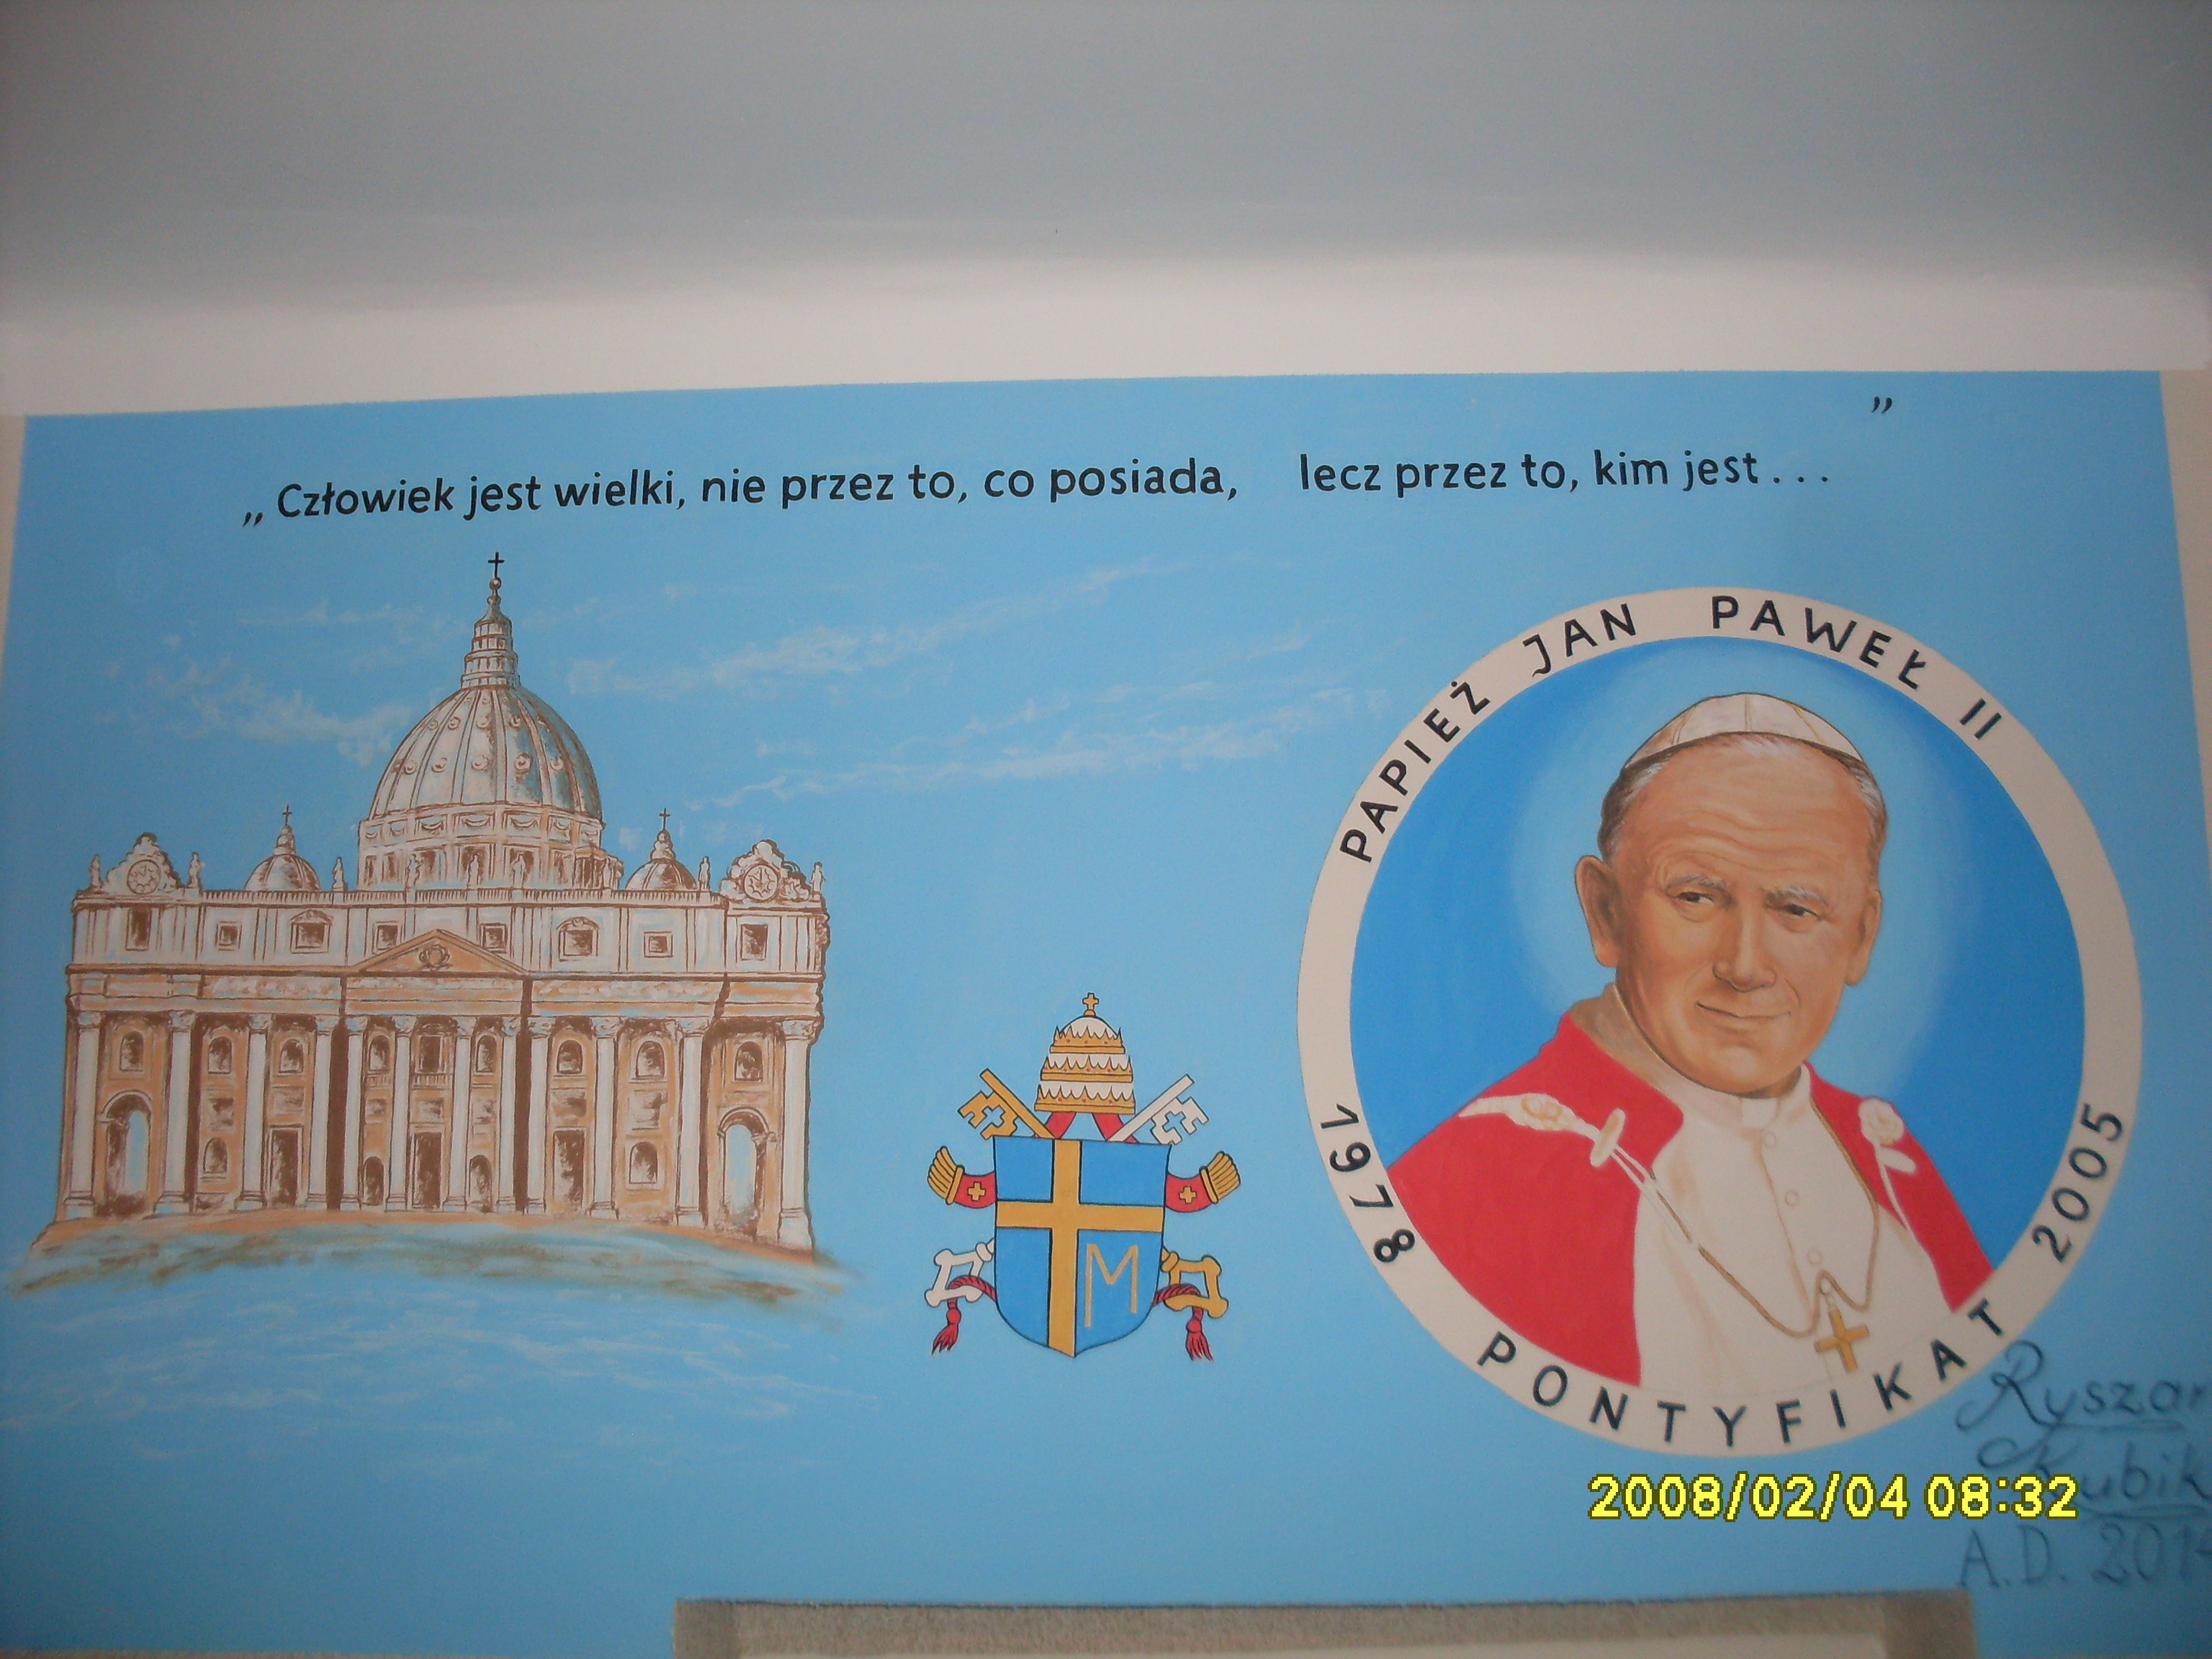 „Człowiek jest wielki, nie przez to, co posiada, lecz przez to, kim jest...”
PAPIEŻ JAN PAWEŁ II
1978 PONTYFIKAT 2005
M
Kubik
A.D.
2008/02/04 08:32